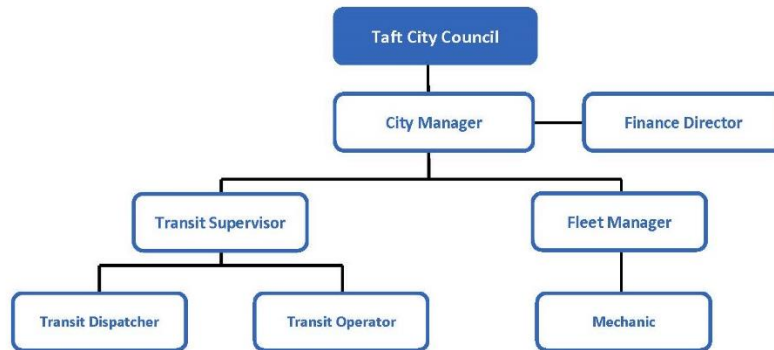 Taft City Council
City Manager
Finance Director
Transit Supervisor
Fleet Manager
Transit Dispatcher
Transit Operator
Mechanic